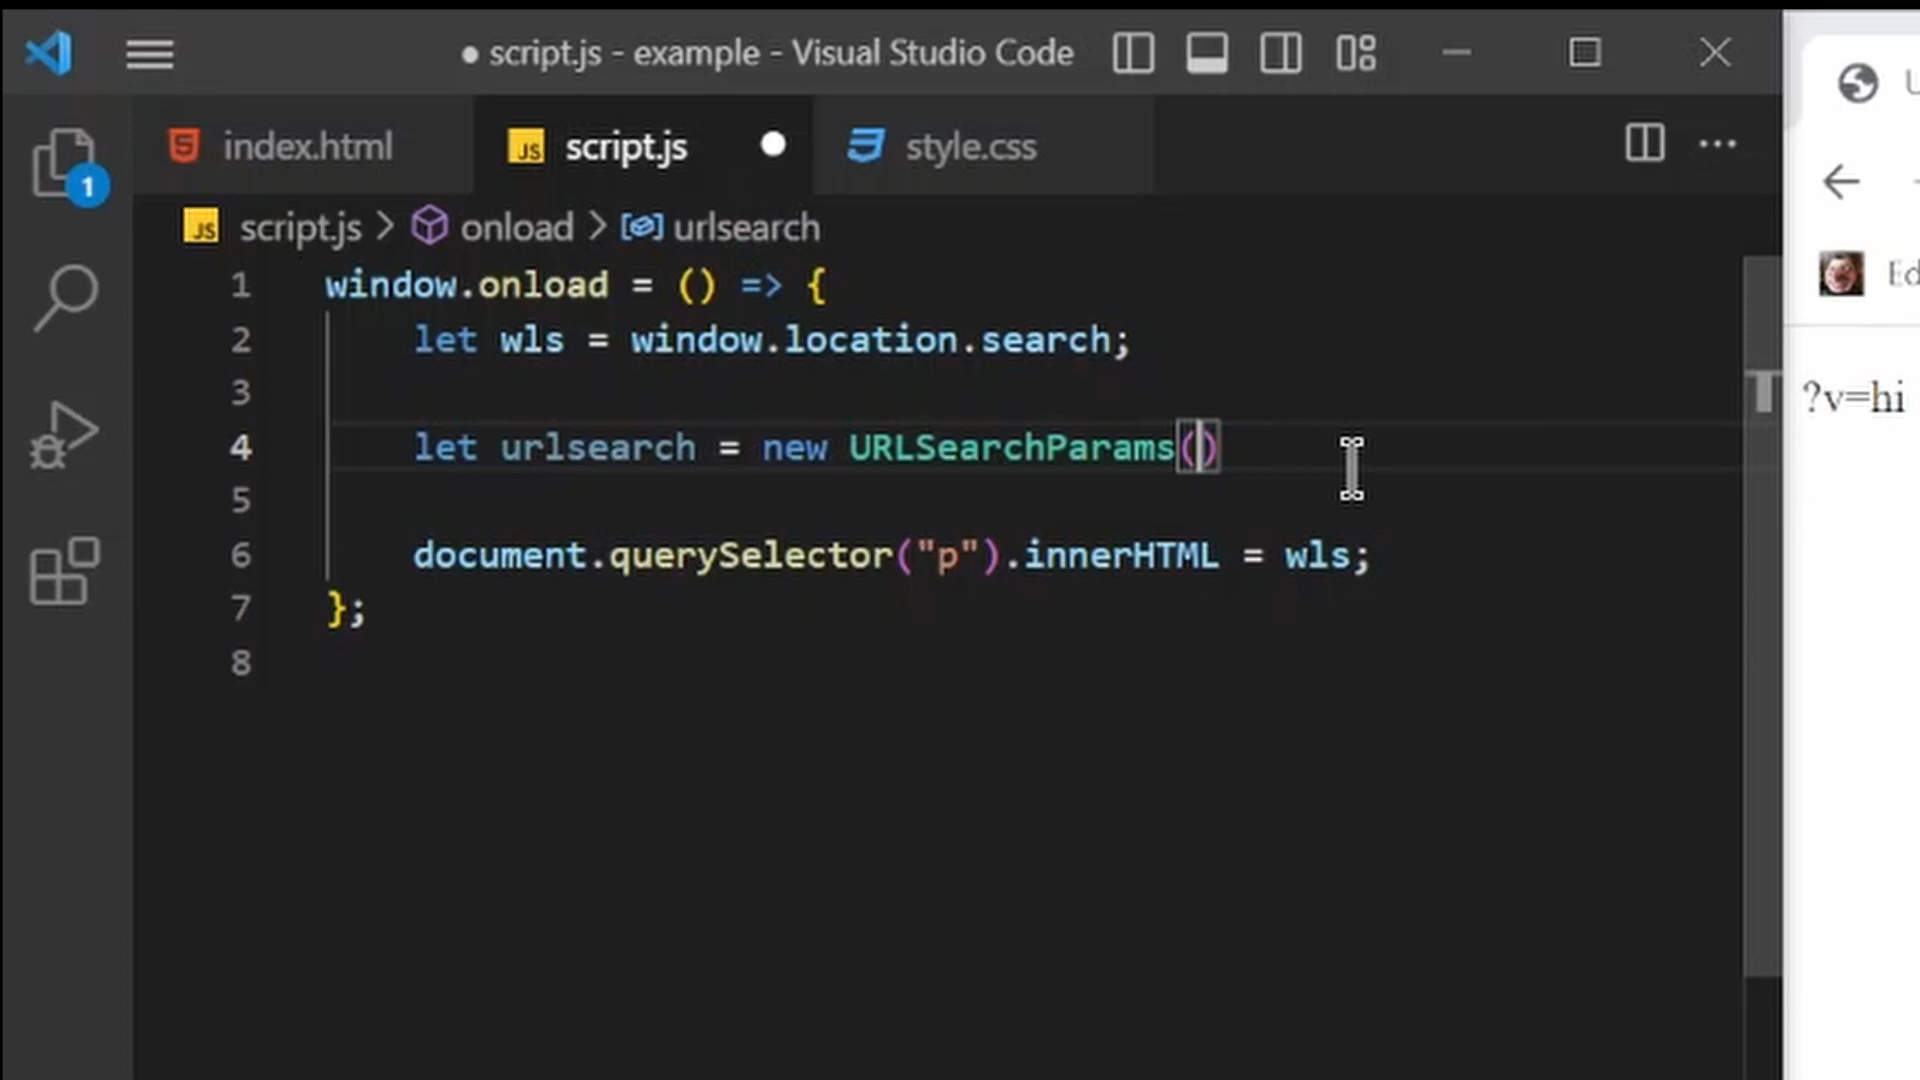 ● script.js - example - Visual Studio Code
index.html
JS script.js
style.css
1
JS script.js > onload > urlsearch
1 window.onload = () => {
2 let wls = window.location.search;
3
4 let urlsearch = new URLSearchParams()
5
6 document.querySelector("p").innerHTML = wls;
7 };
8
?v=hi